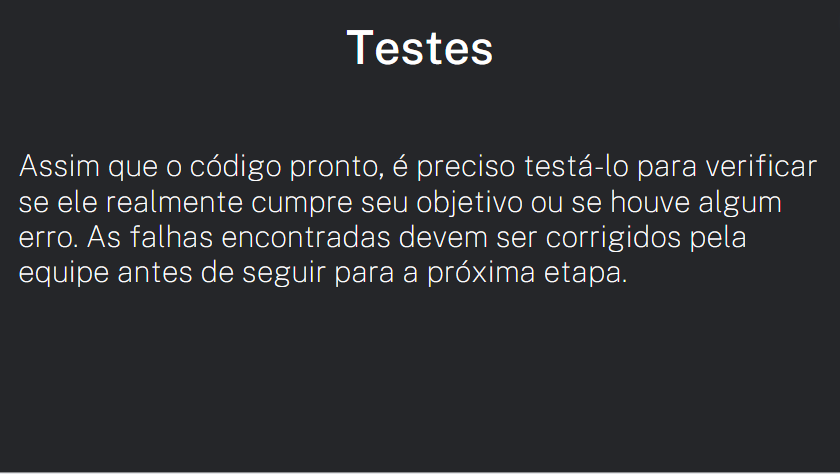 Testes
Assim que o código pronto, é preciso testá-lo para verificar
se ele realmente cumpre seu objetivo ou se houve algum
erro. As falhas encontradas devem ser corrigidos pela
equipe antes de seguir para a próxima etapa.